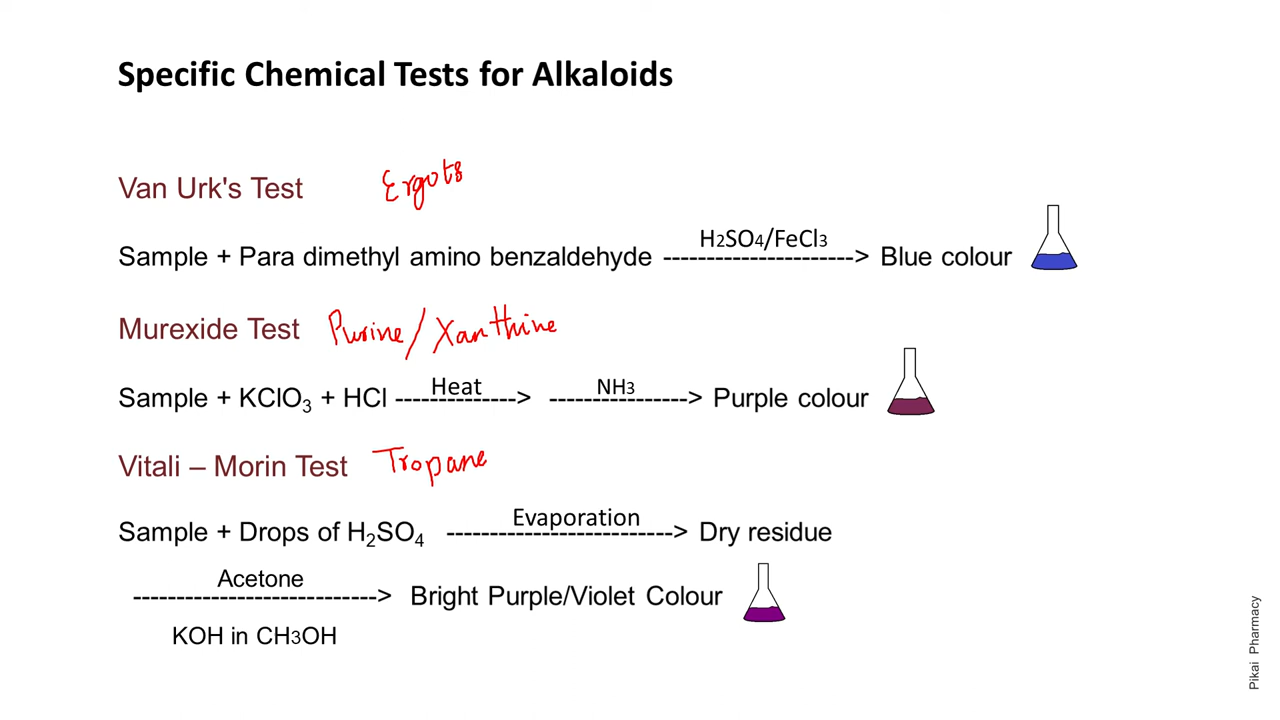 Specific Chemical Tests for Alkaloids
Van Urk's Test Ergots
H2SO4/FeCl3
Sample + Para dimethyl amino benzaldehyde ----------------------> Blue colour
Murexide Test Purine/Xanthine
Heat NH3
Sample + KClO₃ + HCl --------------> ----------------> Purple colour
Vitali – Morin Test Tropane
Evaporation
Sample + Drops of H₂SO₄ --------------------------> Dry residue
Acetone
----------------------------> Bright Purple/Violet Colour
KOH in CH3OH
Pikai Pharmacy